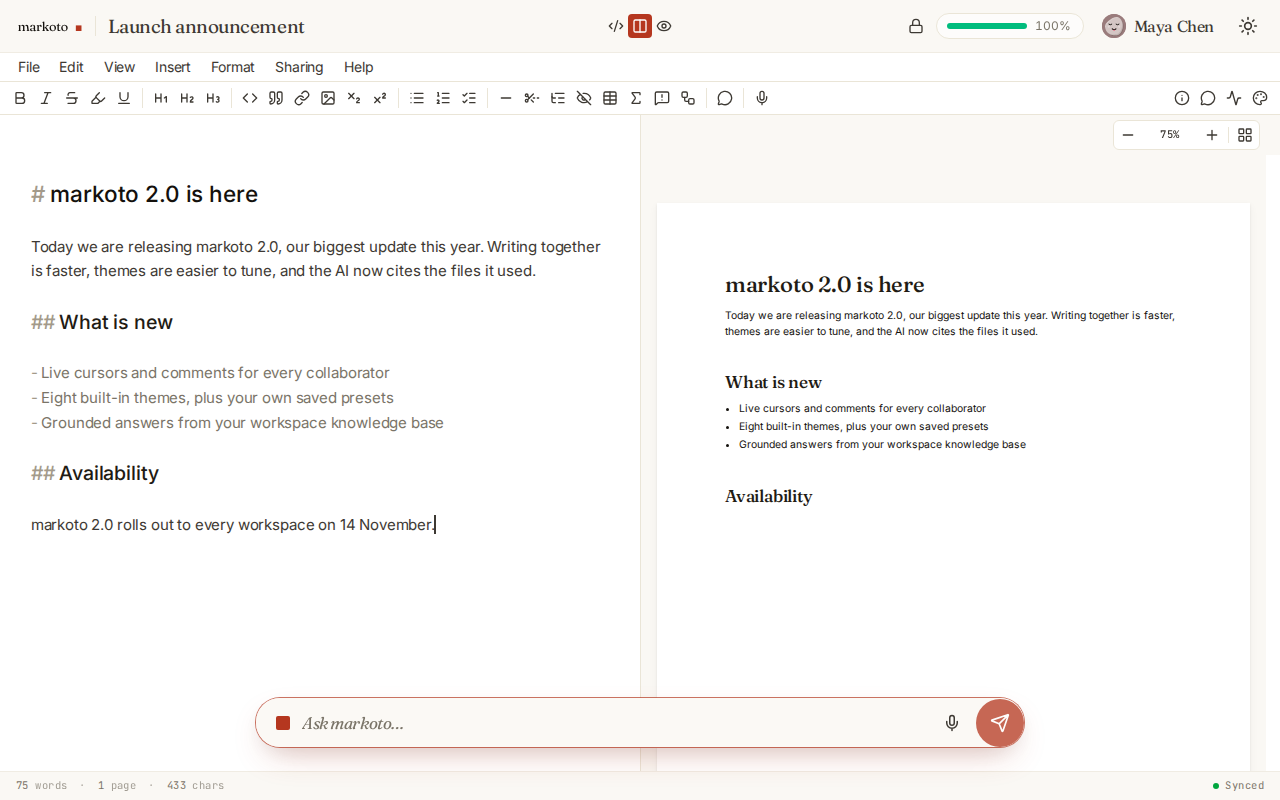 markoto
Launch announcement
100%
Maya Chen
File Edit View Insert Format Sharing Help
H1 H2 H3
75%
# markoto 2.0 is here
Today we are releasing markoto 2.0, our biggest update this year. Writing together
is faster, themes are easier to tune, and the AI now cites the files it used.
## What is new
- Live cursors and comments for every collaborator
- Eight built-in themes, plus your own saved presets
- Grounded answers from your workspace knowledge base
## Availability
markoto 2.0 rolls out to every workspace on 14 November.
markoto 2.0 is here
Today we are releasing markoto 2.0, our biggest update this year. Writing together is faster,
themes are easier to tune, and the AI now cites the files it used.
What is new
• Live cursors and comments for every collaborator
• Eight built-in themes, plus your own saved presets
• Grounded answers from your workspace knowledge base
Availability
Ask markoto...
75 words · 1 page · 433 chars
Synced